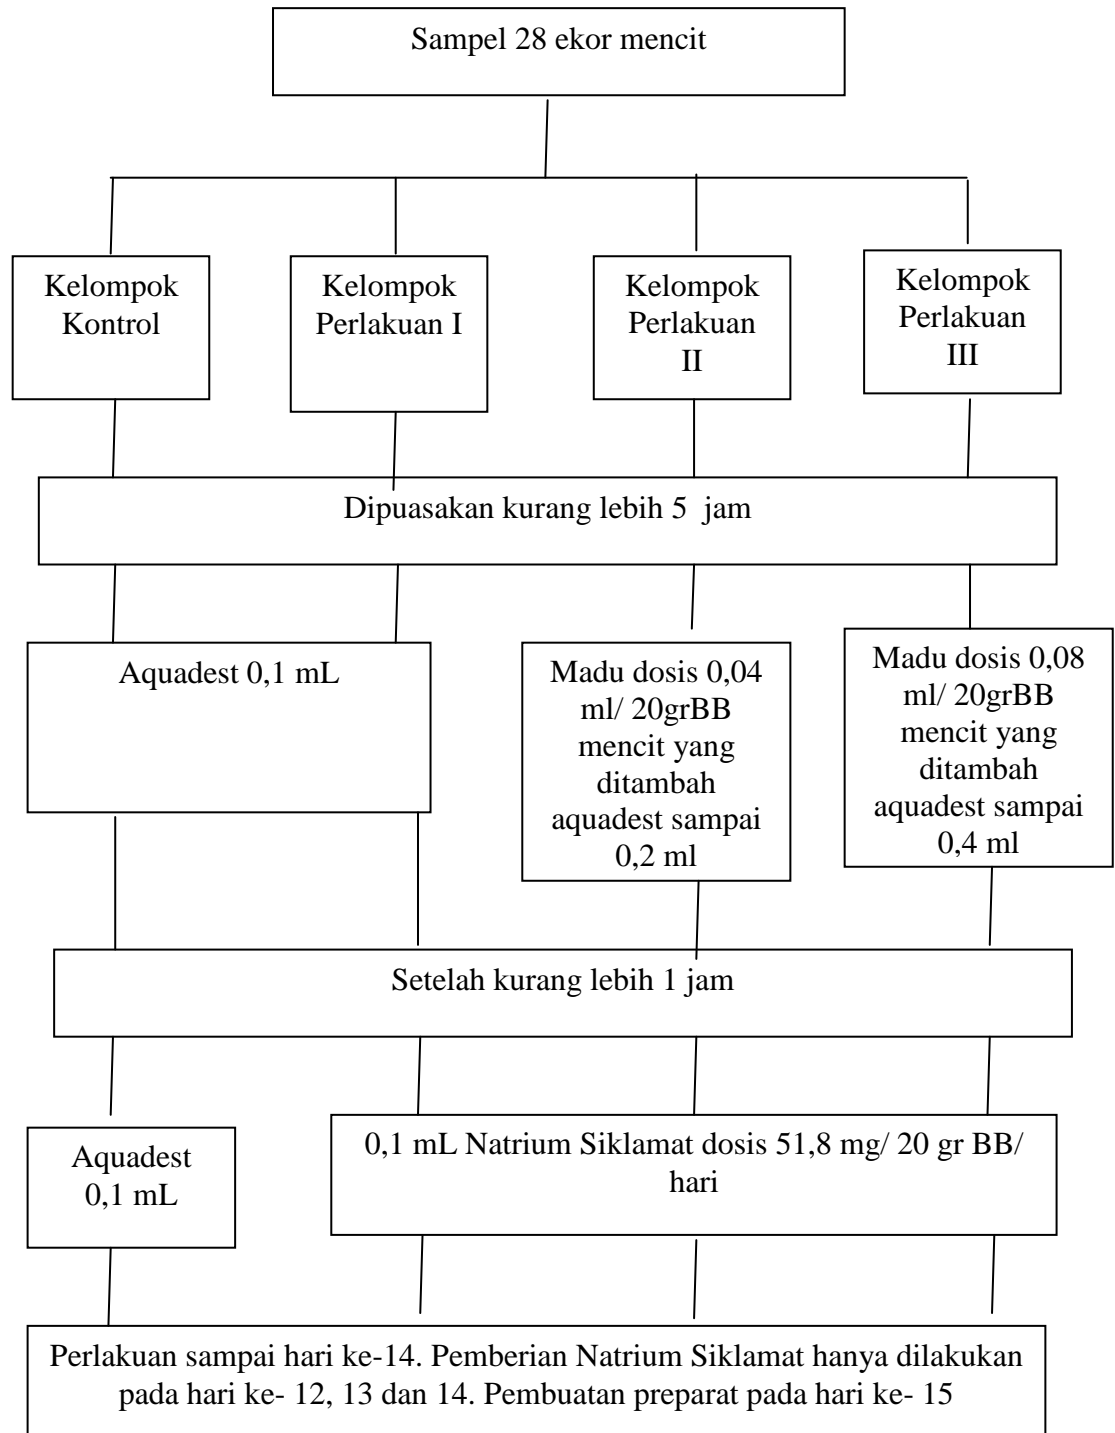 Sampel 28 ekor mencit
Kelompok
Kontrol
Kelompok
Perlakuan I
Kelompok
Perlakuan
II
Kelompok
Perlakuan
III
Dipuasakan kurang lebih 5  jam
Aquadest 0,1 mL
Madu dosis 0,04
ml/ 20grBB
mencit yang
ditambah
aquadest sampai
0,2 ml
Madu dosis 0,08
ml/ 20grBB
mencit yang
ditambah
aquadest sampai
0,4 ml
Setelah kurang lebih 1 jam
Aquadest
0,1 mL
0,1 mL Natrium Siklamat dosis 51,8 mg/ 20 gr BB/
hari
Perlakuan sampai hari ke-14. Pemberian Natrium Siklamat hanya dilakukan
pada hari ke- 12, 13 dan 14. Pembuatan preparat pada hari ke- 15